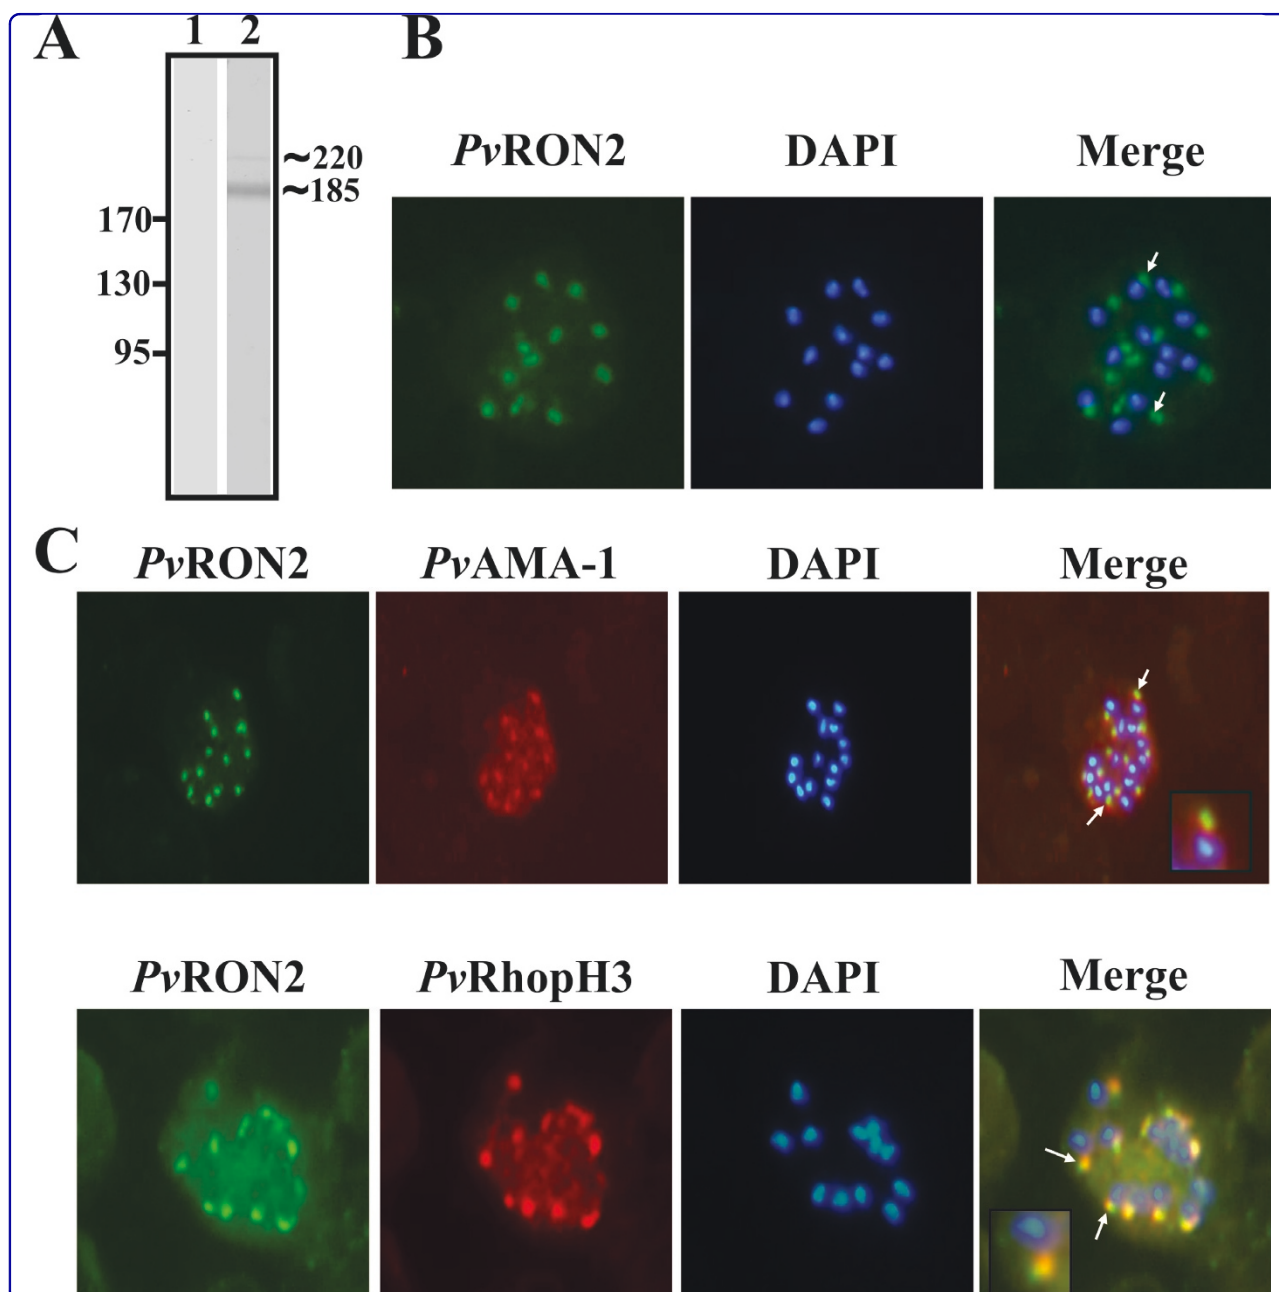 A
1 2
~220
~185
170
130
95
B
PvRON2 DAPI Merge
C
PvRON2 PvAMA-1 DAPI Merge
PvRON2 PvRhopH3 DAPI Merge